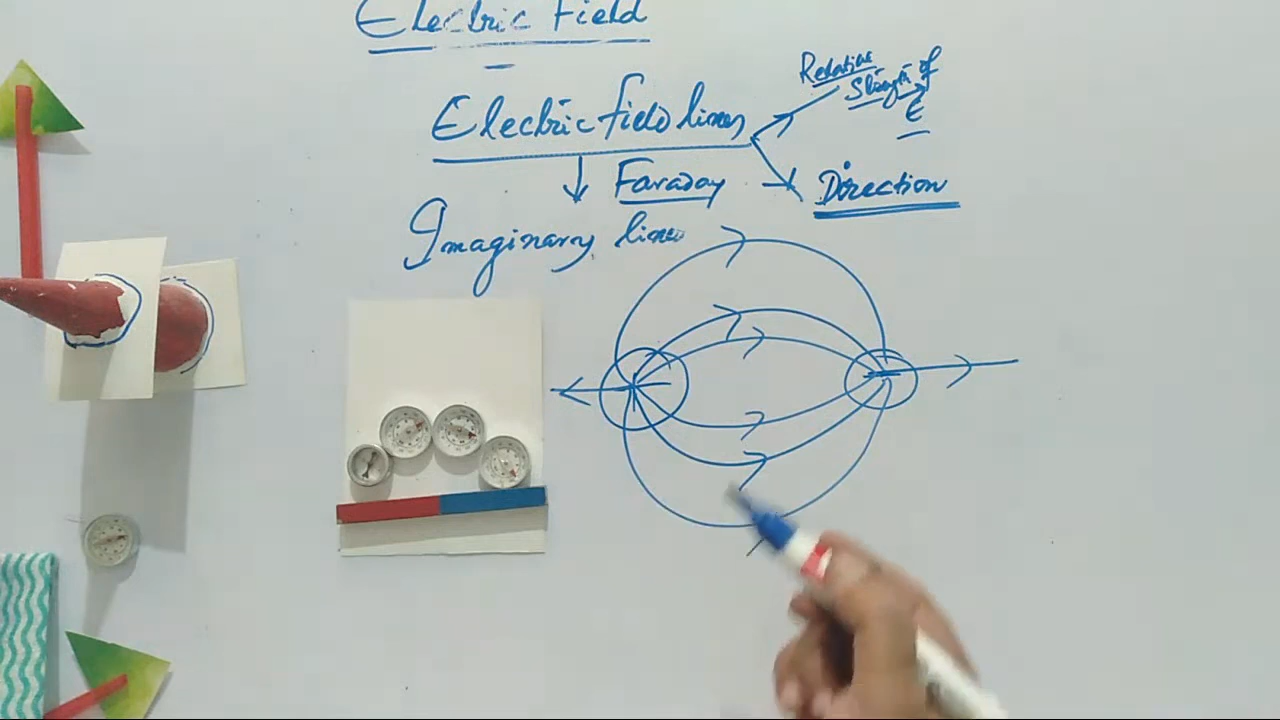 Electric Field
Relative
Strength of
E
Electric field lines
Faraday
Direction
Imaginary lines